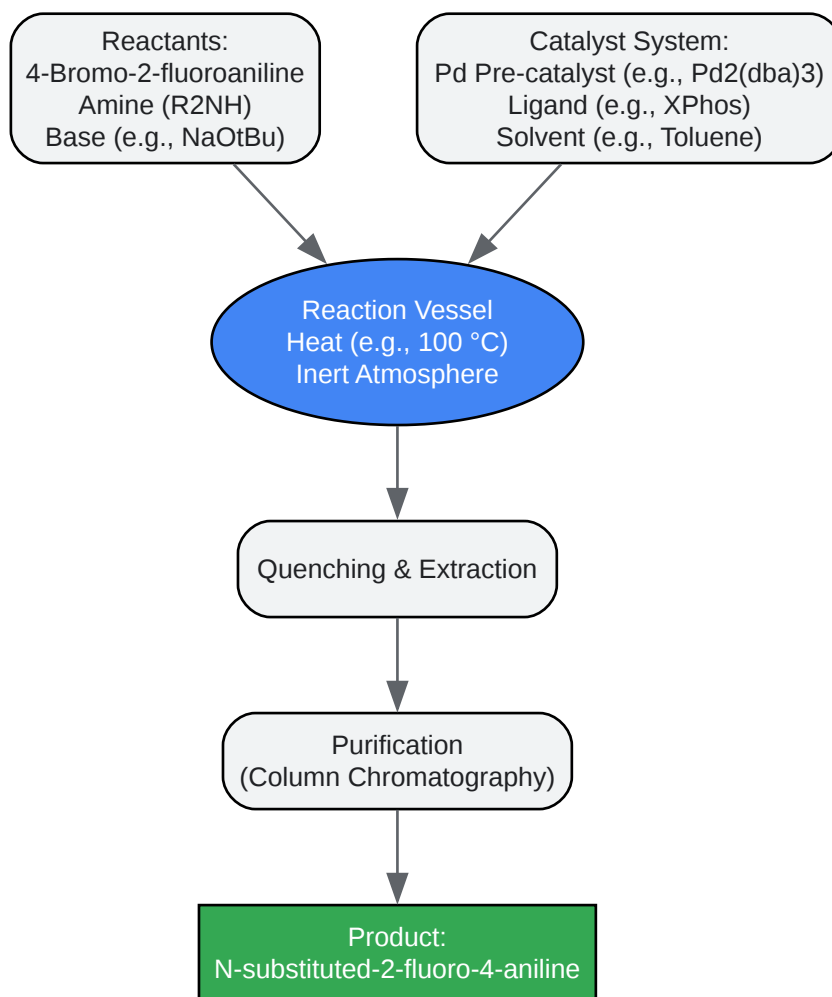 Reactants:
4-Bromo-2-fluoroaniline
Amine (R2NH)
Base (e.g., NaOtBu)
Catalyst System:
Pd Pre-catalyst (e.g., Pd2(dba)3)
Ligand (e.g., XPhos)
Solvent (e.g., Toluene)
Reaction Vessel
Heat (e.g., 100 °C)
Inert Atmosphere
Quenching & Extraction
Purification
(Column Chromatography)
Product:
N-substituted-2-fluoro-4-aniline